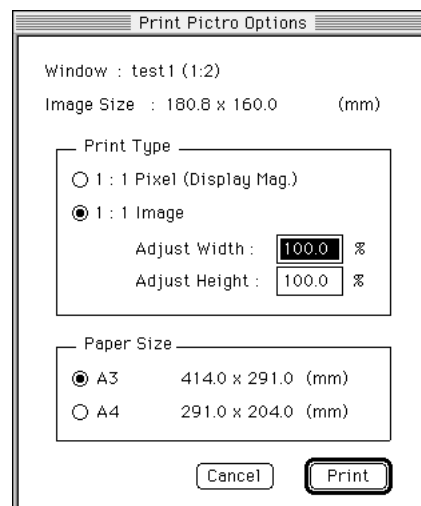 Print Pictro Options
Window : test1 (1:2)
Image Size : 180.8 x 160.0 (mm)
Print Type
1 : 1 Pixel (Display Mag.)
1 : 1 Image
Adjust Width : 100.0 %
Adjust Height : 100.0 %
Paper Size
A3 414.0 x 291.0 (mm)
A4 291.0 x 204.0 (mm)
Cancel Print